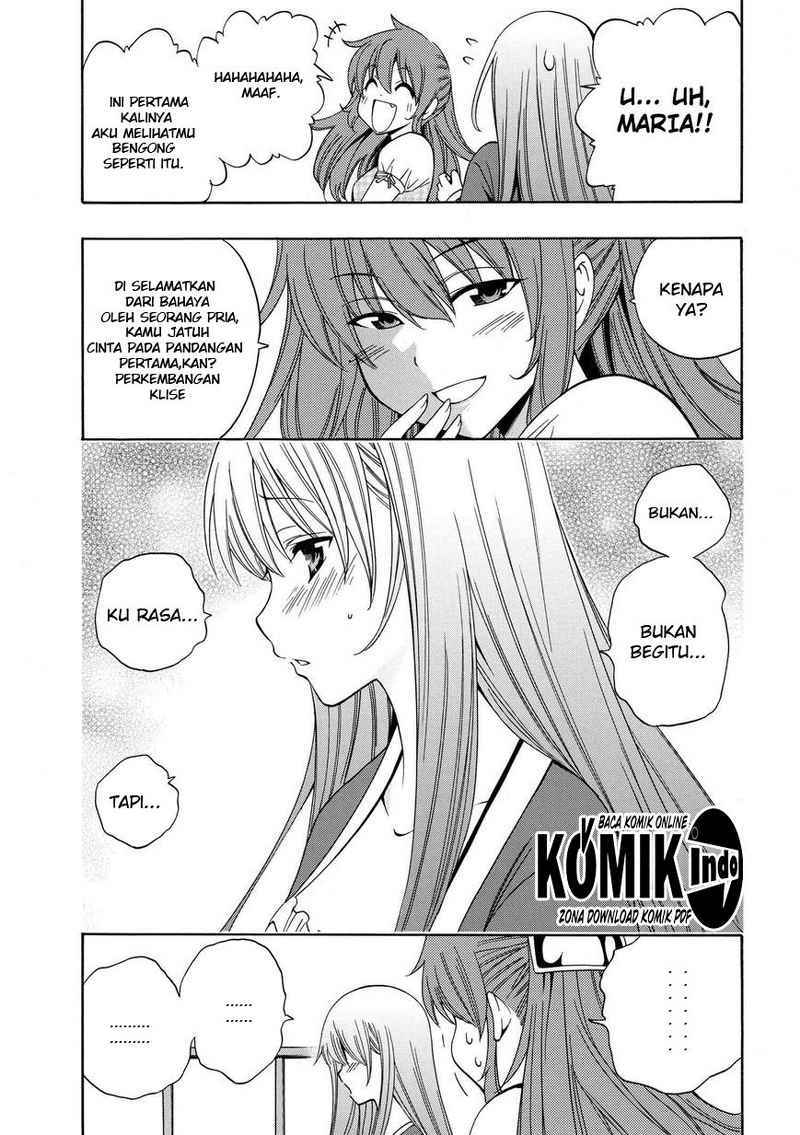 U... UH,
MARIA!!
HAHAHAHAHA,
MAAF.
INI PERTAMA
KALINYA
AKU MELIHATMU
BENGONG
SEPERTI ITU.
KENAPA
YA?
DI SELAMATKAN
DARI BAHAYA
OLEH SEORANG PRIA,
KAMU JATUH
CINTA PADA PANDANGAN
PERTAMA,KAN?
PERKEMBANGAN
KLISE
BUKAN...
BUKAN
BEGITU...
KU RASA...
TAPI...
BACA KOMIK ONLINE
KOMIK Indo
ZONA DOWNLOAD KOMIK PDF
.......
.......
.........
.........